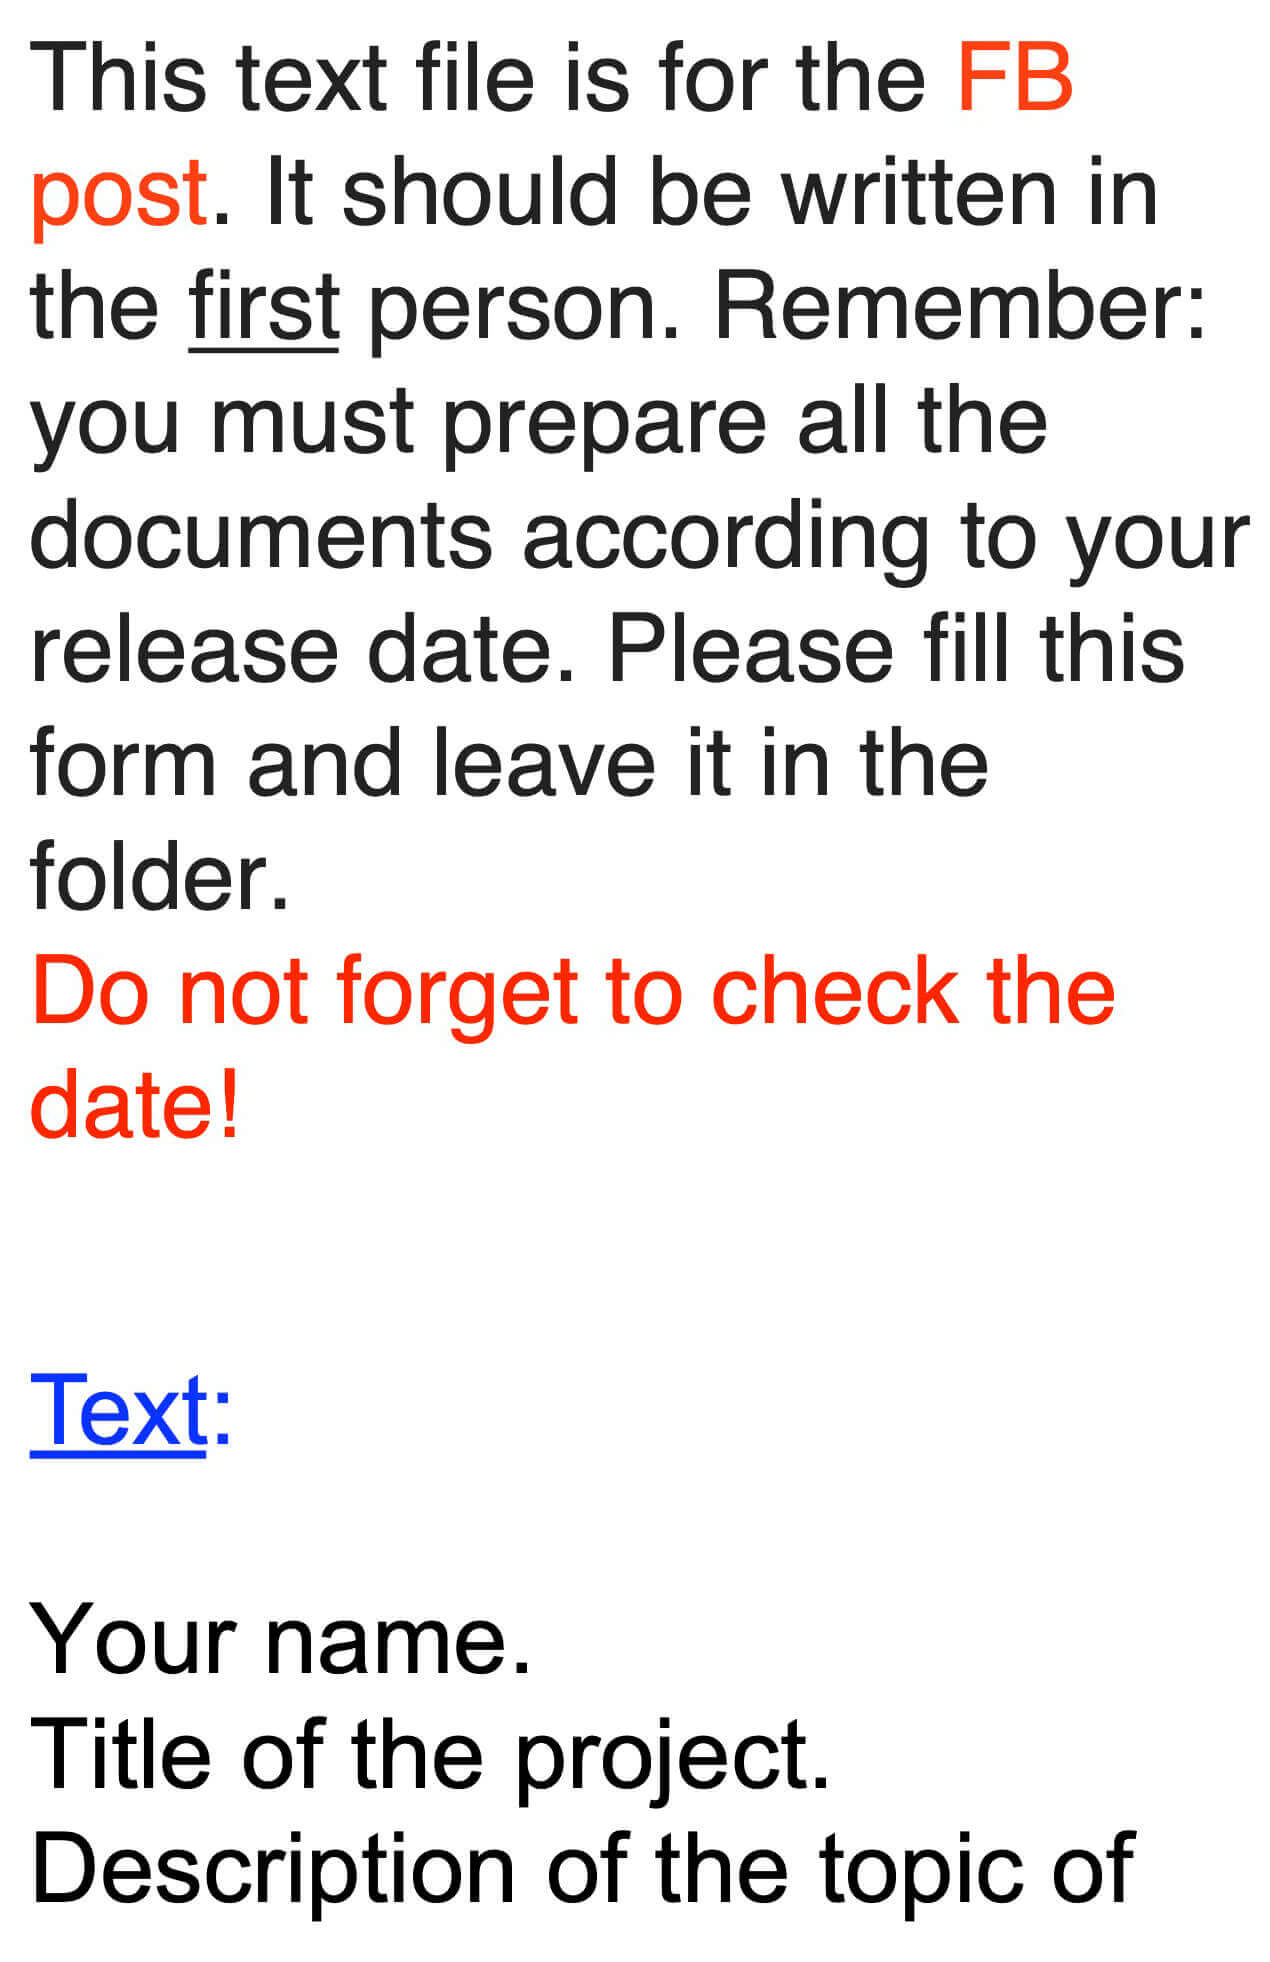 This text file is for the FB
post. It should be written in
the first person. Remember:
you must prepare all the
documents according to your
release date. Please fill this
form and leave it in the
folder.
Do not forget to check the
date!
Text:
Your name.
Title of the project.
Description of the topic of